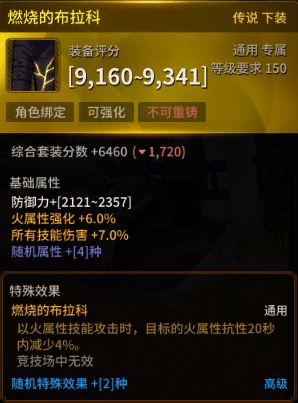 燃烧的布拉科 传说 下装
装备评分 通用 专属
[9,160~9,341] 等级要求 150
角色绑定 可强化 不可重铸
综合套装分数 +6460 (▼1,720)
基础属性
防御力+[2121~2357]
火属性强化 +6.0%
所有技能伤害 +7.0%
随机属性 +[4]种
特殊效果
燃烧的布拉科 通用
以火属性技能攻击时，目标的火属性抗性20秒
内减少4%。
竞技场中无效
随机特殊效果 +[2]种 高级